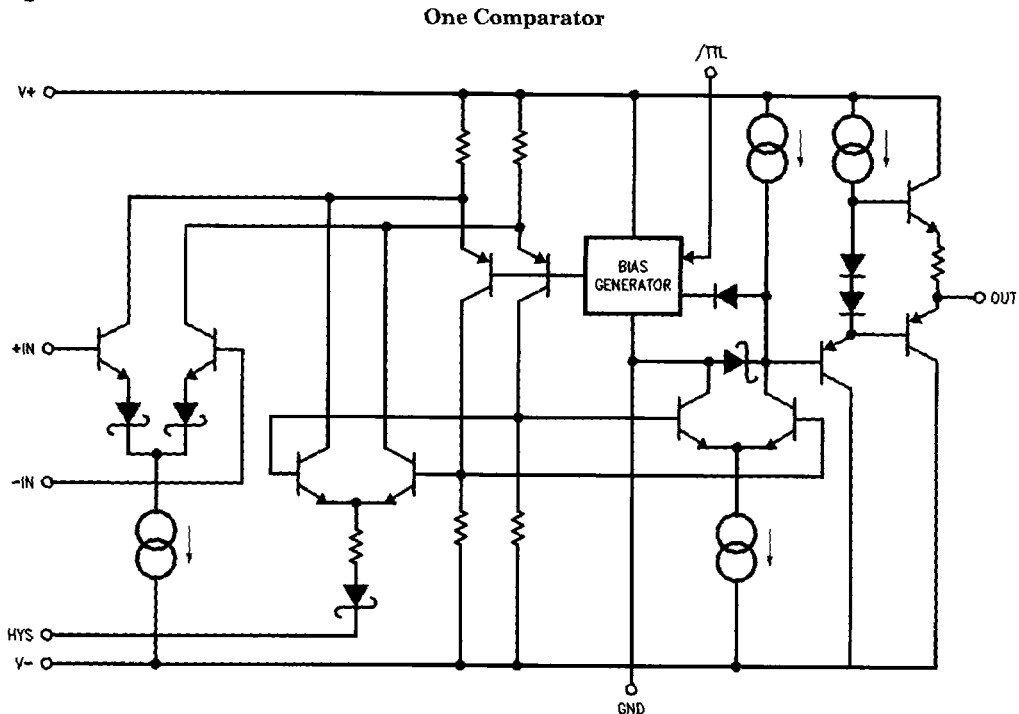 One Comparator
/TTL
V+
BIAS
GENERATOR
OUT
+IN
-IN
HYS
V-
GND